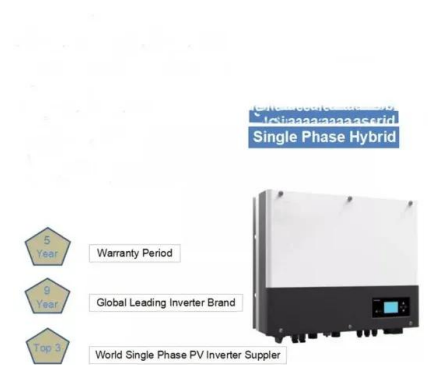 Single Phase Hybrid
5
Year
Warranty Period
9
Year
Global Leading Inverter Brand
Top 3
World Single Phase PV Inverter Suppler